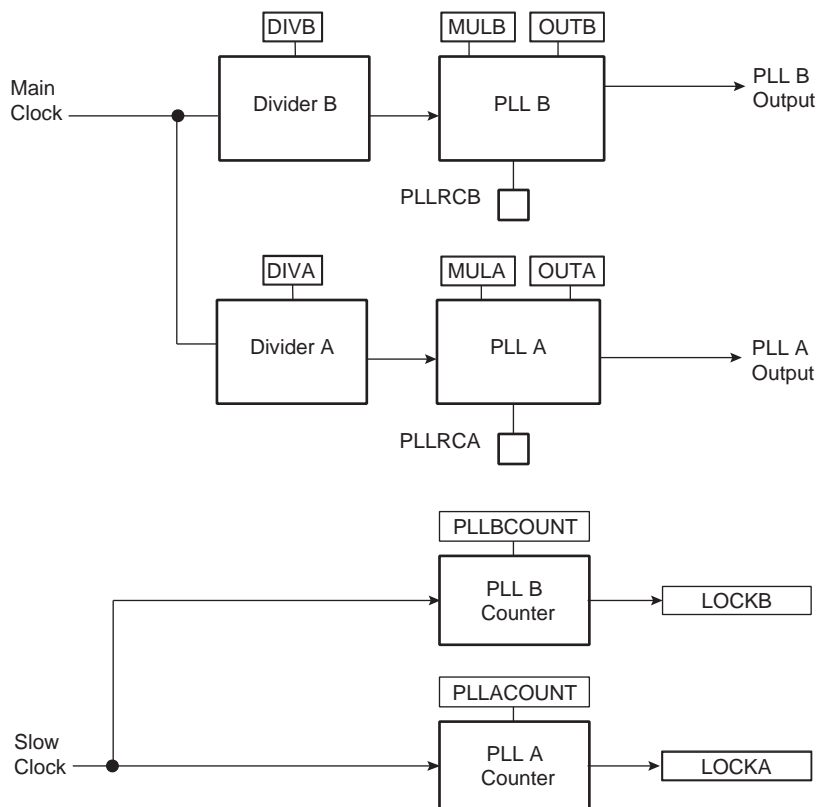 DIVB
MULB
OUTB
Main
Clock
Divider B
PLL B
PLL B
Output
PLLRCB
DIVA
MULA
OUTA
Divider A
PLL A
PLL A
Output
PLLRCA
PLLBCOUNT
PLL B
Counter
LOCKB
PLLACOUNT
Slow
Clock
PLL A
Counter
LOCKA